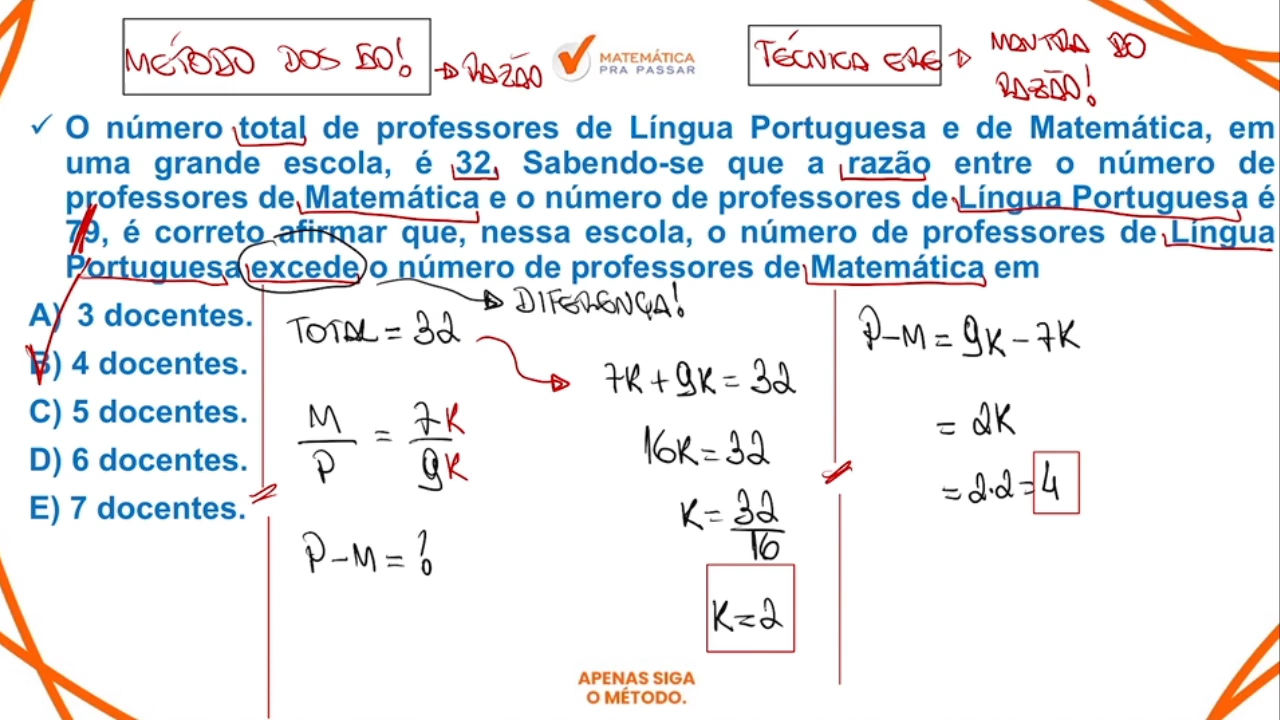 MÉTODO DOS 50! → RAZÃO
MATEMÁTICA
PRA PASSAR
TÉCNICA ERE → MANTRA DO
RAZÃO!
✓ O número total de professores de Língua Portuguesa e de Matemática, em
uma grande escola, é 32. Sabendo-se que a razão entre o número de
professores de Matemática e o número de professores de Língua Portuguesa é
79, é correto afirmar que, nessa escola, o número de professores de Língua
Portuguesa excede o número de professores de Matemática em
A) 3 docentes.
B) 4 docentes.
C) 5 docentes.
D) 6 docentes.
E) 7 docentes.
DIFERENÇA!
TOTAL = 32
M/P = 7K/9K
P-M = ?
7K + 9K = 32
16K = 32
K = 32/16
K = 2
P-M = 9K - 7K
= 2K
= 2·2 = 4
APENAS SIGA
O MÉTODO.